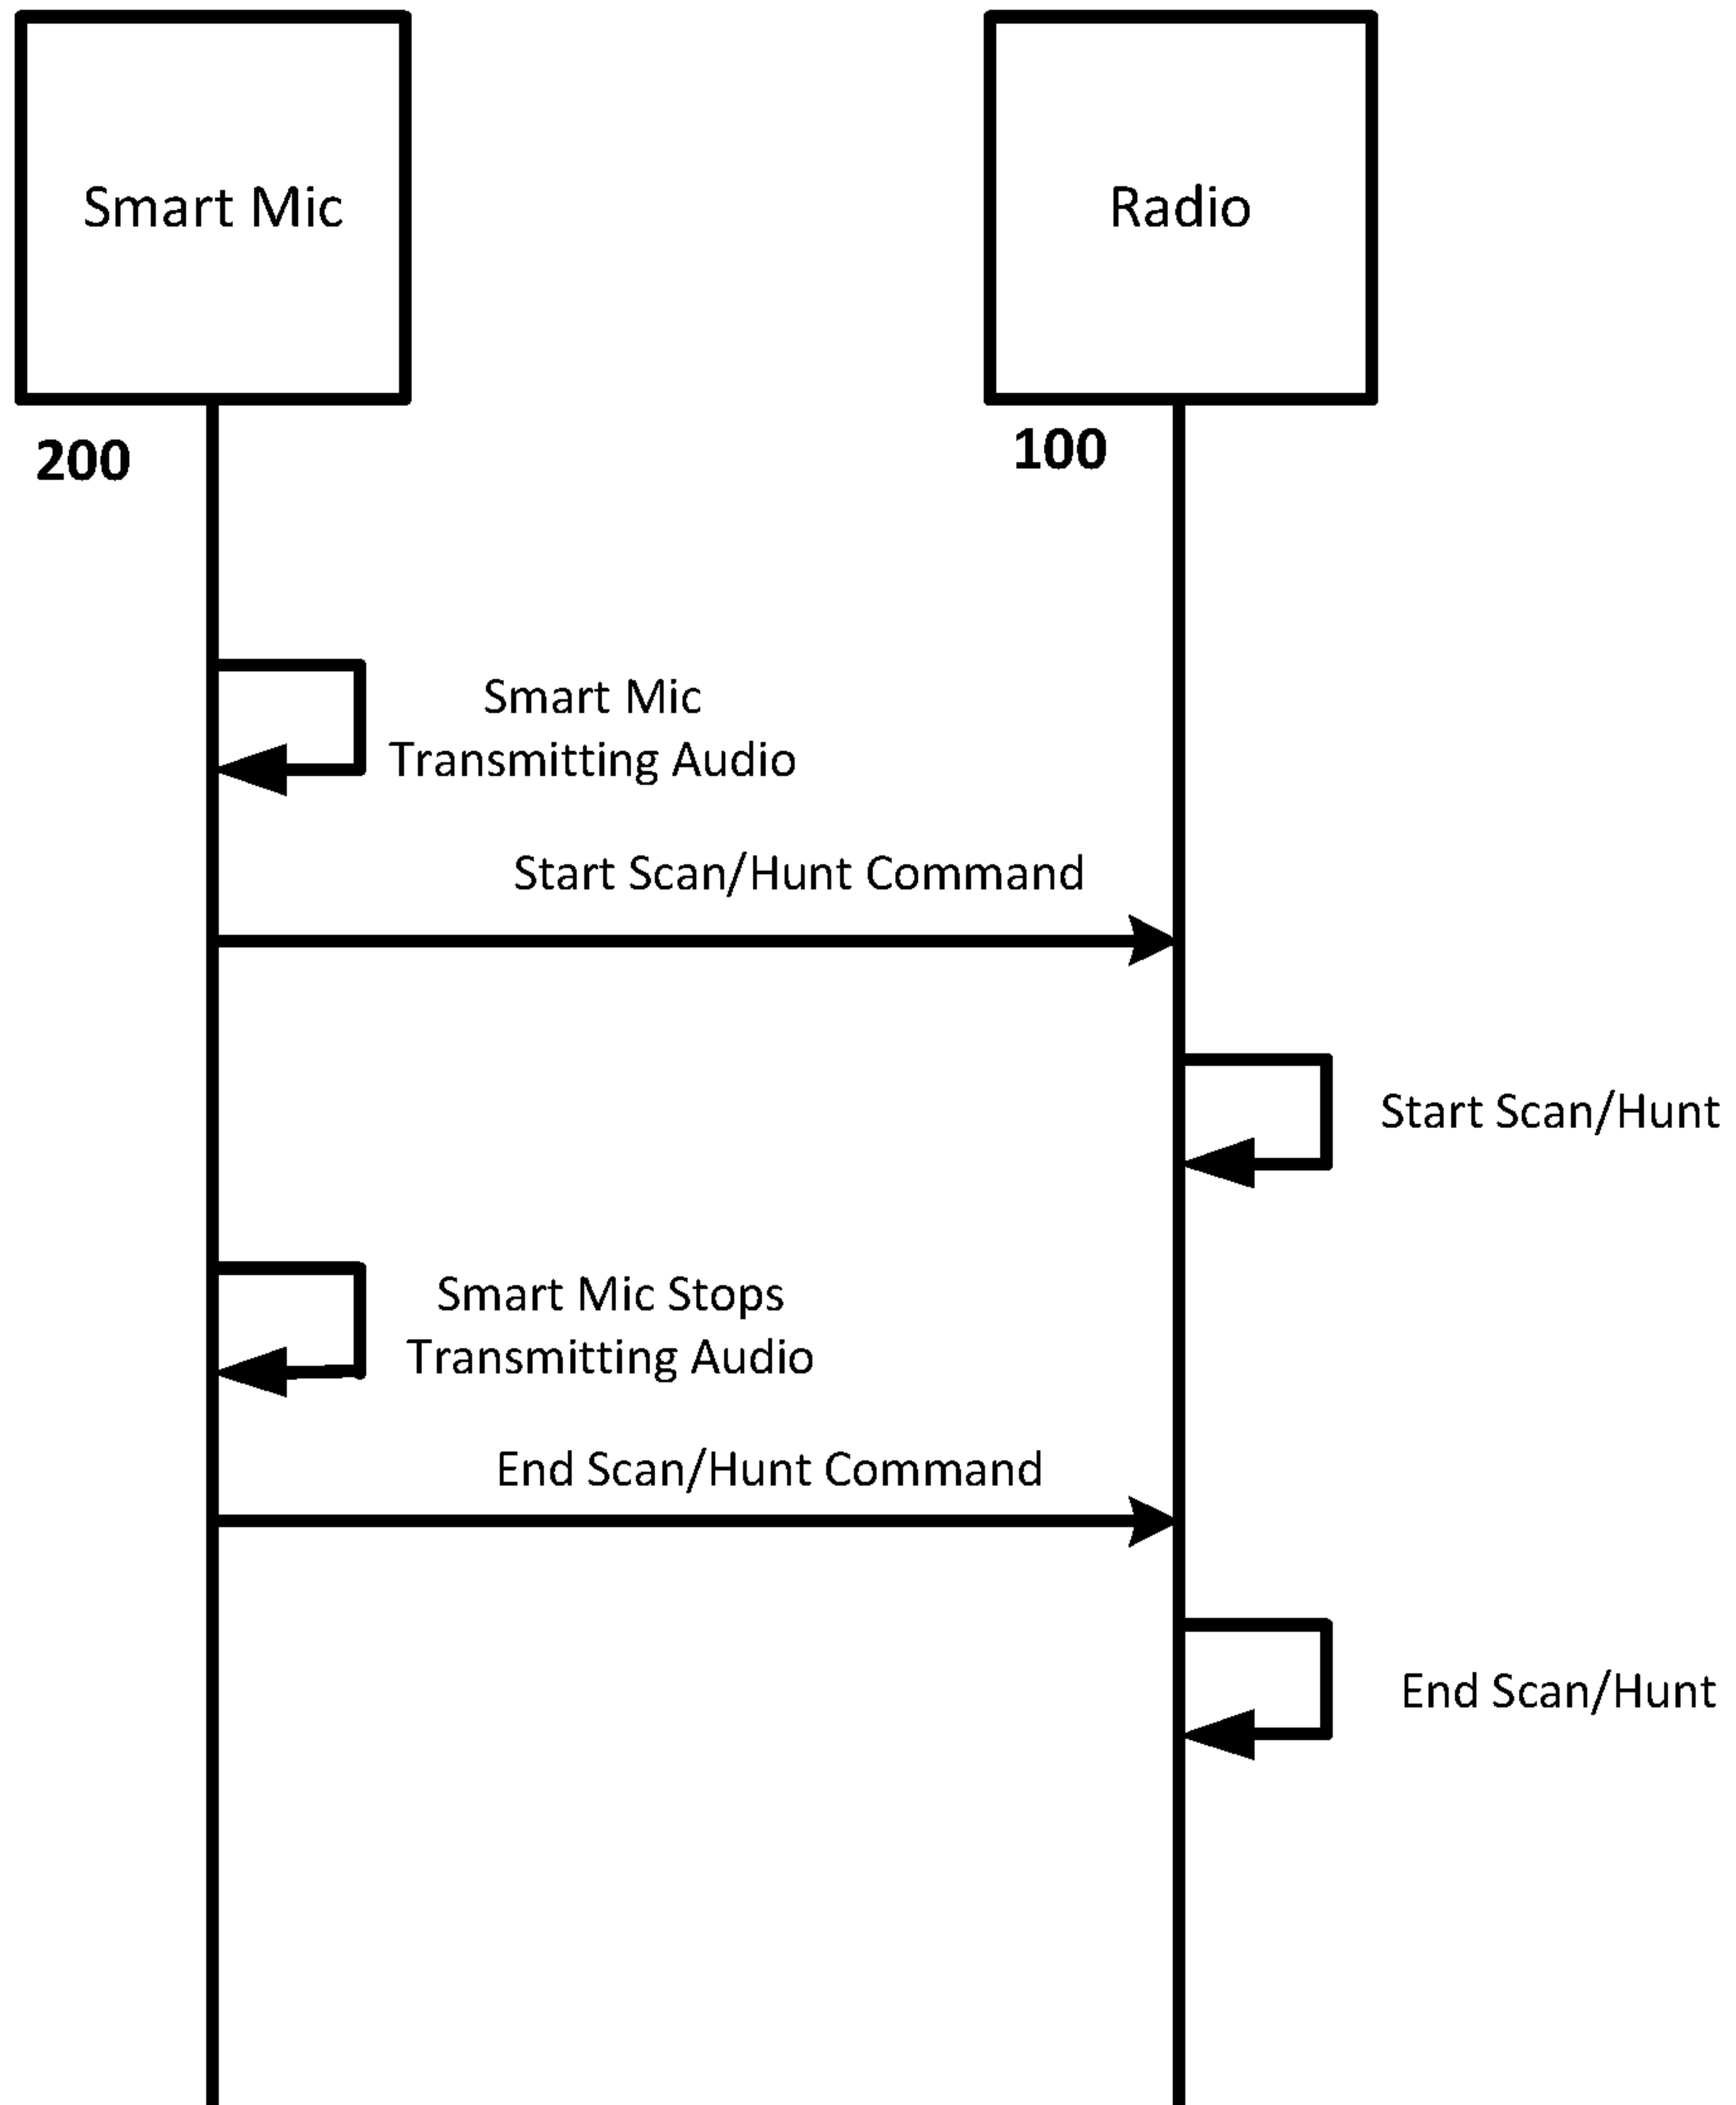 Smart Mic
Radio
200
100
Smart Mic
Transmitting Audio
Start Scan/Hunt Command
Start Scan/Hunt
Smart Mic Stops
Transmitting Audio
End Scan/Hunt Command
End Scan/Hunt